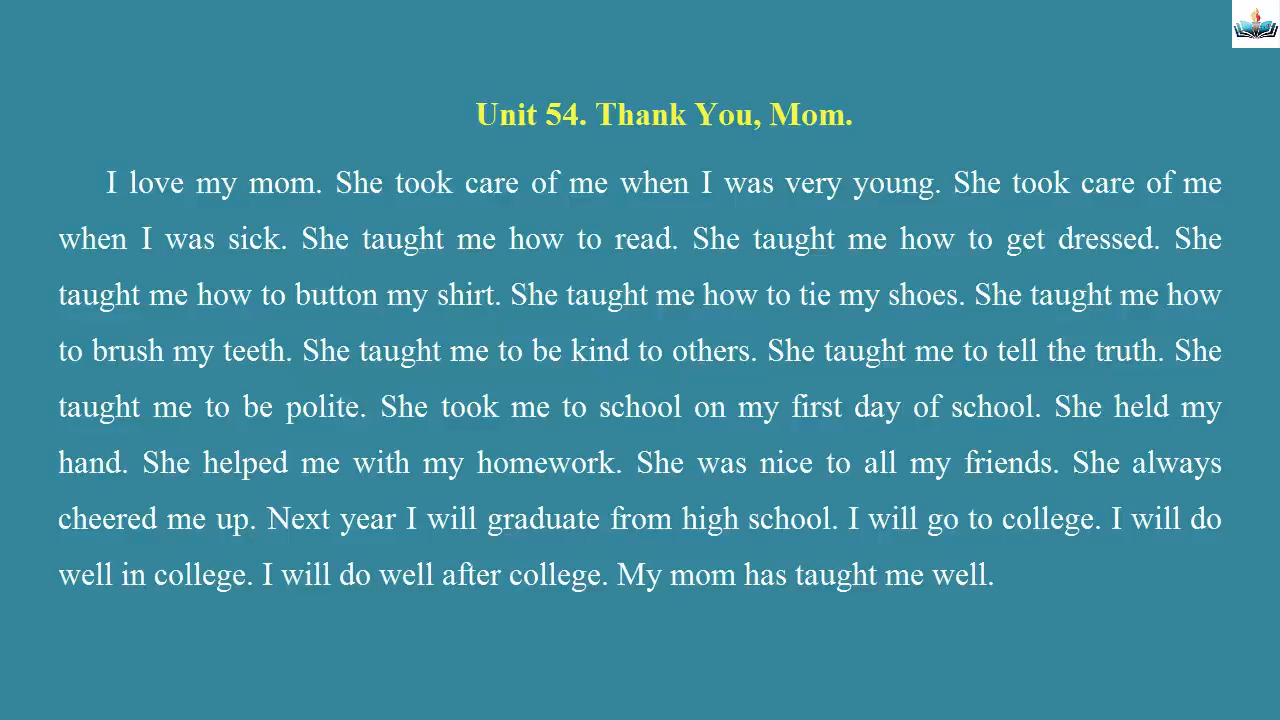 Unit 54. Thank You, Mom.
I love my mom. She took care of me when I was very young. She took care of me
when I was sick. She taught me how to read. She taught me how to get dressed. She
taught me how to button my shirt. She taught me how to tie my shoes. She taught me how
to brush my teeth. She taught me to be kind to others. She taught me to tell the truth. She
taught me to be polite. She took me to school on my first day of school. She held my
hand. She helped me with my homework. She was nice to all my friends. She always
cheered me up. Next year I will graduate from high school. I will go to college. I will do
well in college. I will do well after college. My mom has taught me well.